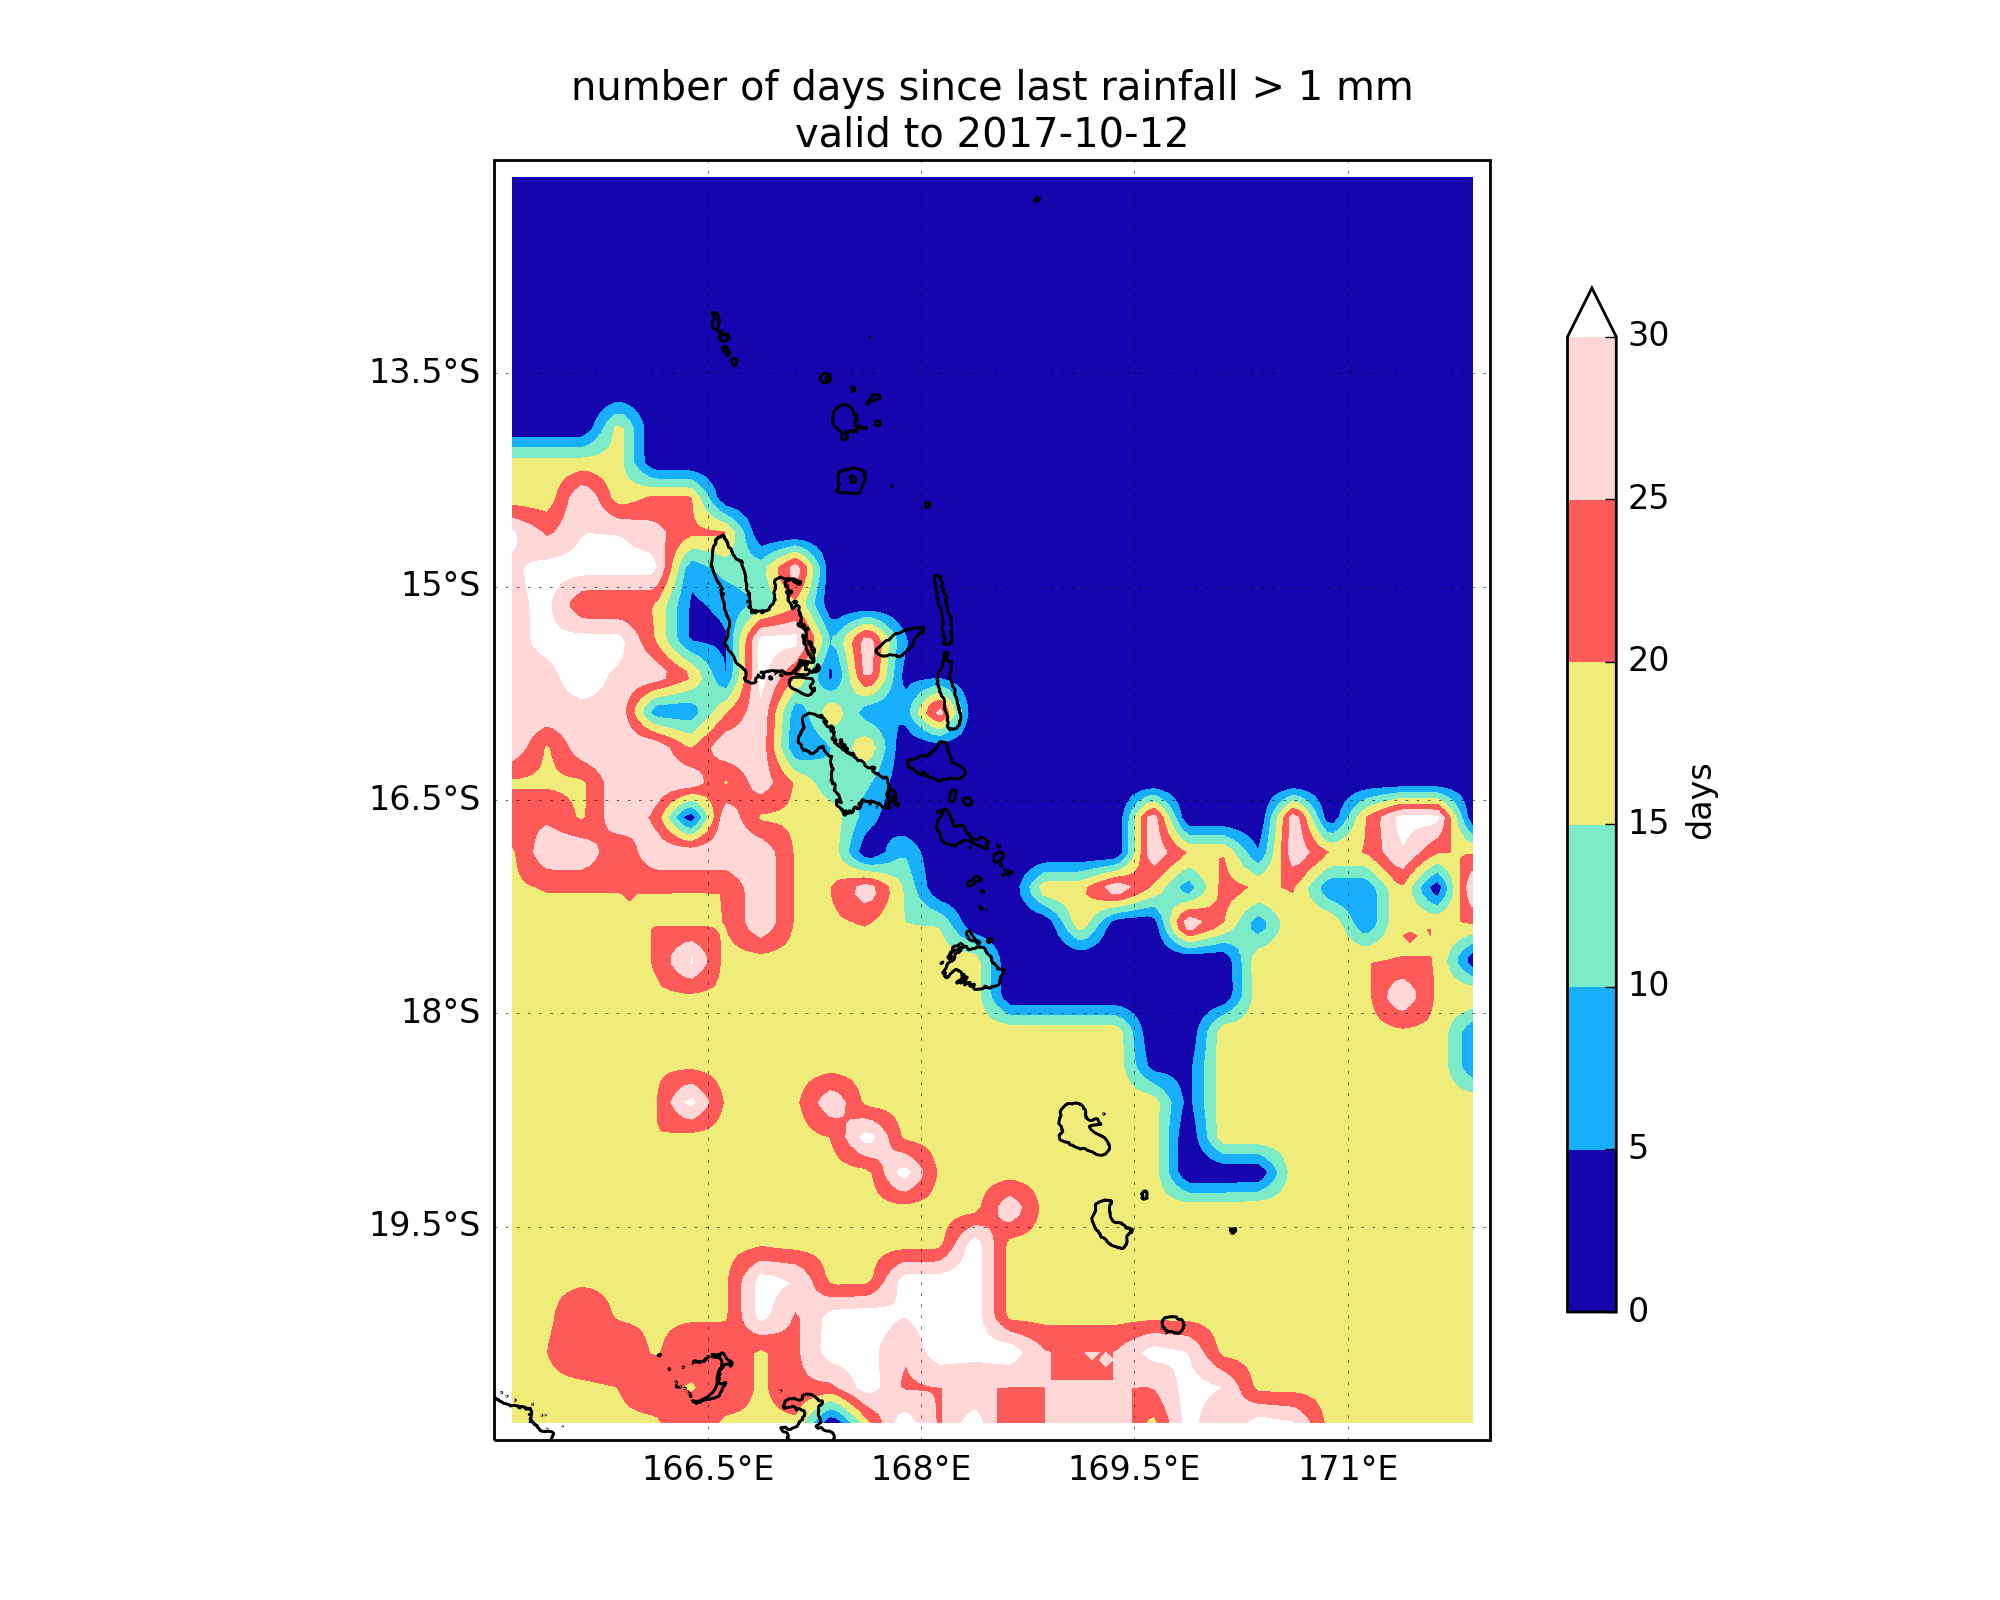 number of days since last rainfall > 1 mm
valid to 2017-10-12
13.5°S
15°S
16.5°S
18°S
19.5°S
166.5°E
168°E
169.5°E
171°E
30
25
20
15
10
5
0
days